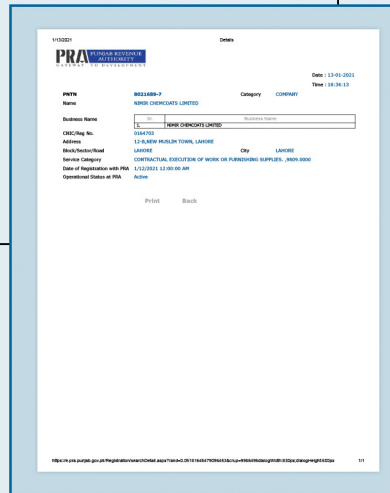 1/13/2021 Details
PRA PUNJAB REVENUE AUTHORITY
GATEWAY TO DEVELOPMENT
Date : 13-01-2021
Time : 16:36:13
PNTN 8021689-7 Category COMPANY
Name NIMIR CHEMCOATS LIMITED
Business Name Sr. Business Name
1. NIMIR CHEMCOATS LIMITED
CNIC/Reg No. 0164703
Address 12-B,NEW MUSLIM TOWN, LAHORE
Block/Sector/Road LAHORE City LAHORE
Service Category CONTRACTUAL EXECUTION OF WORK OR FURNISHING SUPPLIES. ,9809.0000
Date of Registration with PRA 1/12/2021 12:00:00 AM
Operational Status at PRA Active
Print Back
1/1